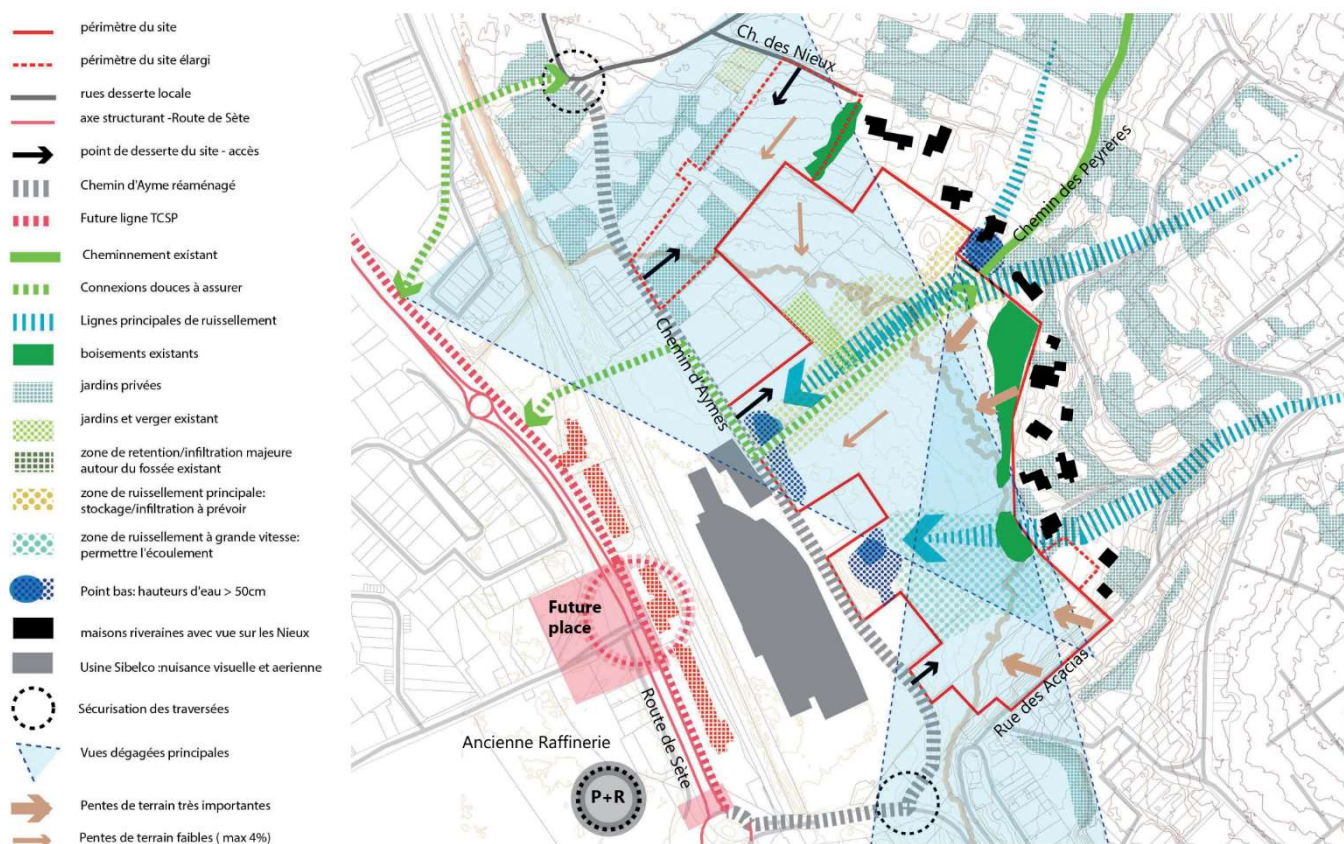 périmètre du site
périmètre du site élargi
rues desserte locale
axe structurant -Route de Sète
point de desserte du site - accès
Chemin d'Ayme réaménagé
Future ligne TCSP
Cheminnement existant
Connexions douces à assurer
Lignes principales de ruissellement
boisements existants
jardins privées
jardins et verger existant
zone de retention/infiltration majeure
autour du fossée existant
zone de ruissellement principale:
stockage/infiltration à prévoir
zone de ruissellement à grande vitesse:
permettre l'écoulement
Point bas: hauteurs d'eau > 50cm
maisons riveraines avec vue sur les Nieux
Usine Sibelco :nuisance visuelle et aerienne
Sécurisation des traversées
Vues dégagées principales
Pentes de terrain très importantes
Pentes de terrain faibles ( max 4%)
Ch. des Nieux
Chemin des Peyrères
Chemin d'Aymes
Future
place
Route de Sète
Rue des Acacias
Ancienne Raffinerie
P+R